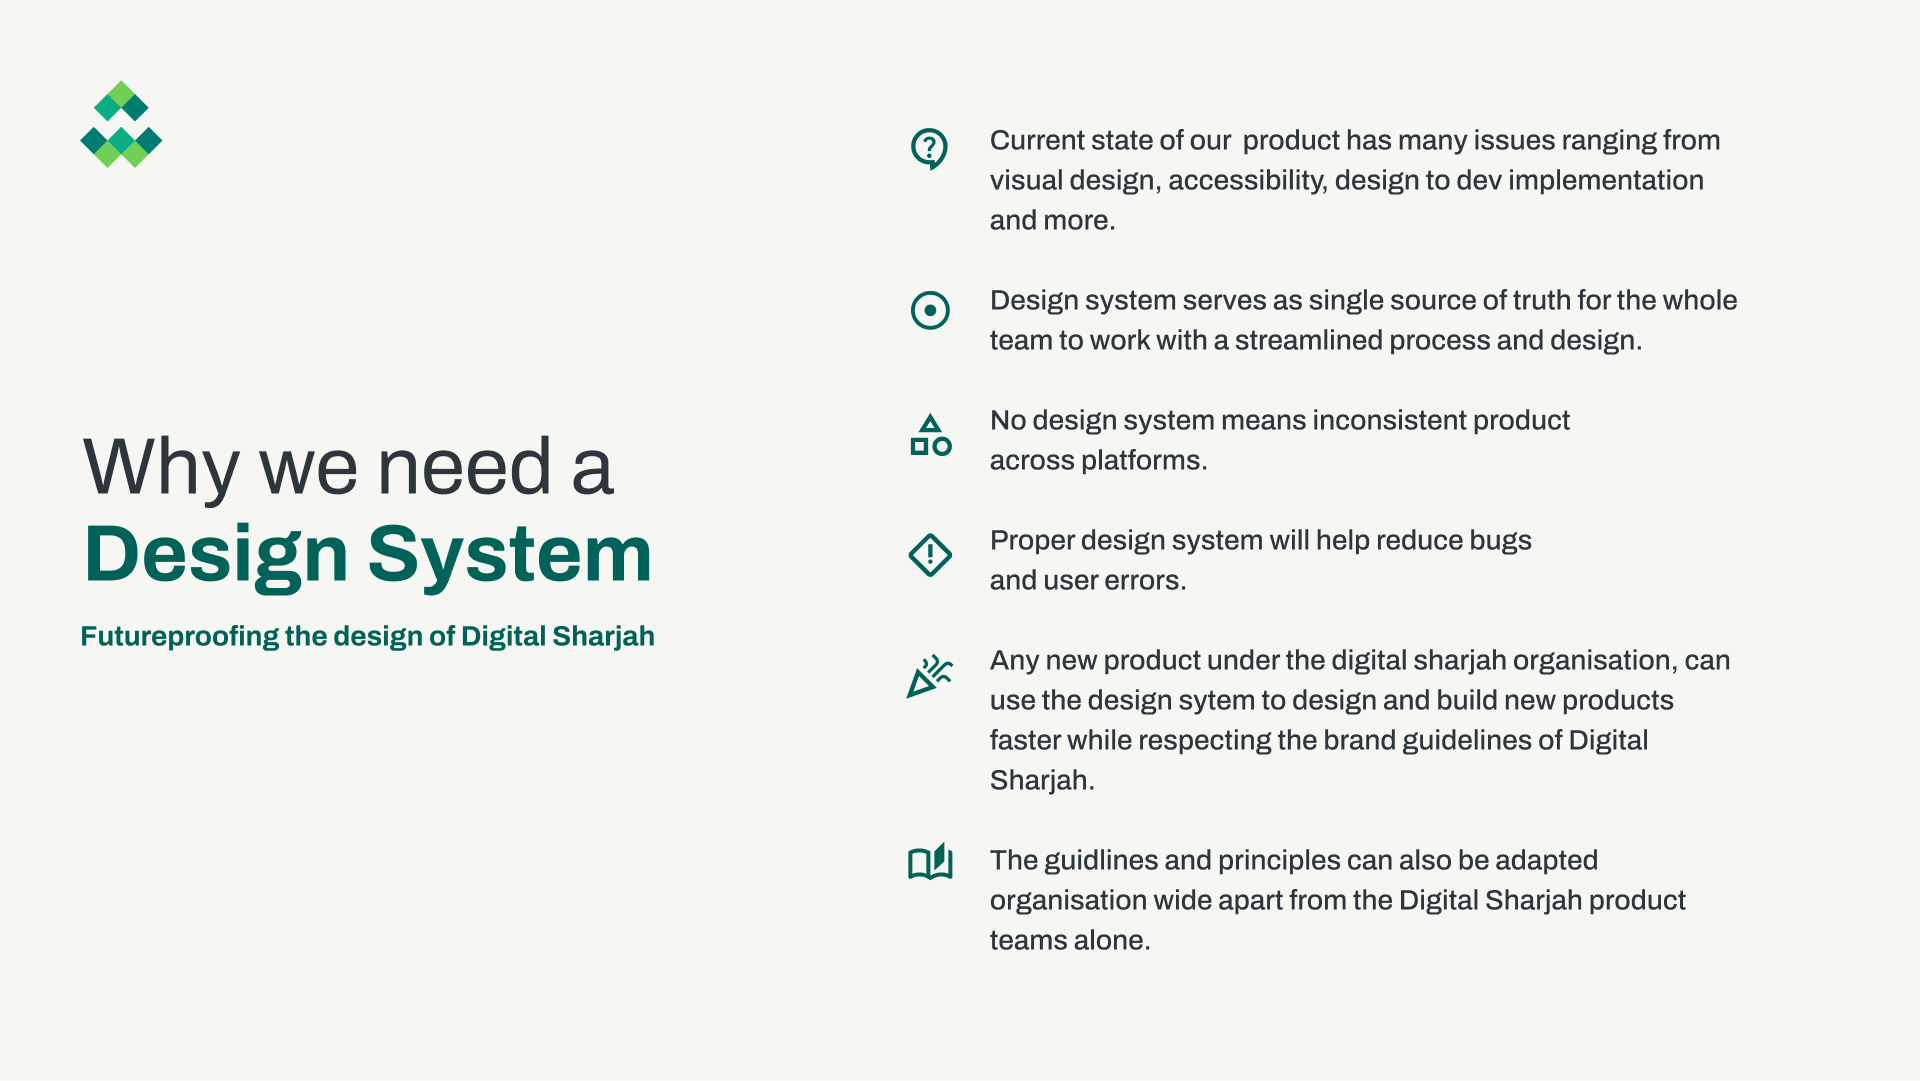 Why we need a
Design System
Futureproofing the design of Digital Sharjah
Current state of our  product has many issues ranging from
visual design, accessibility, design to dev implementation
and more.
Design system serves as single source of truth for the whole
team to work with a streamlined process and design.
No design system means inconsistent product
across platforms.
Proper design system will help reduce bugs
and user errors.
Any new product under the digital sharjah organisation, can
use the design sytem to design and build new products
faster while respecting the brand guidelines of Digital
Sharjah.
The guidlines and principles can also be adapted
organisation wide apart from the Digital Sharjah product
teams alone.